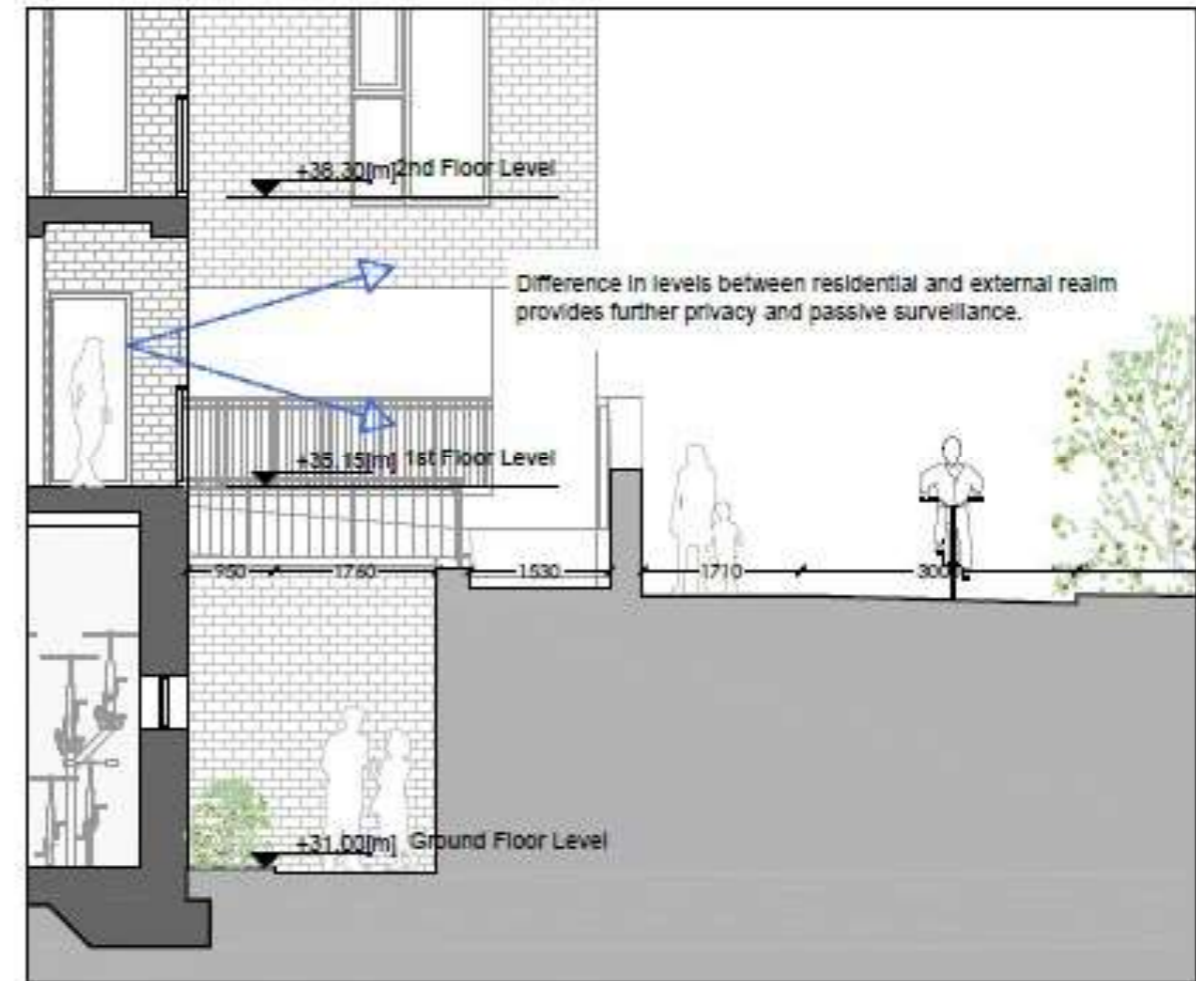 +38.30[m] 2nd Floor Level
Difference in levels between residential and external realm
provides further privacy and passive surveillance.
+35.15[m] 1st Floor Level
950 1760 1530 1710 300
+31.00[m] Ground Floor Level